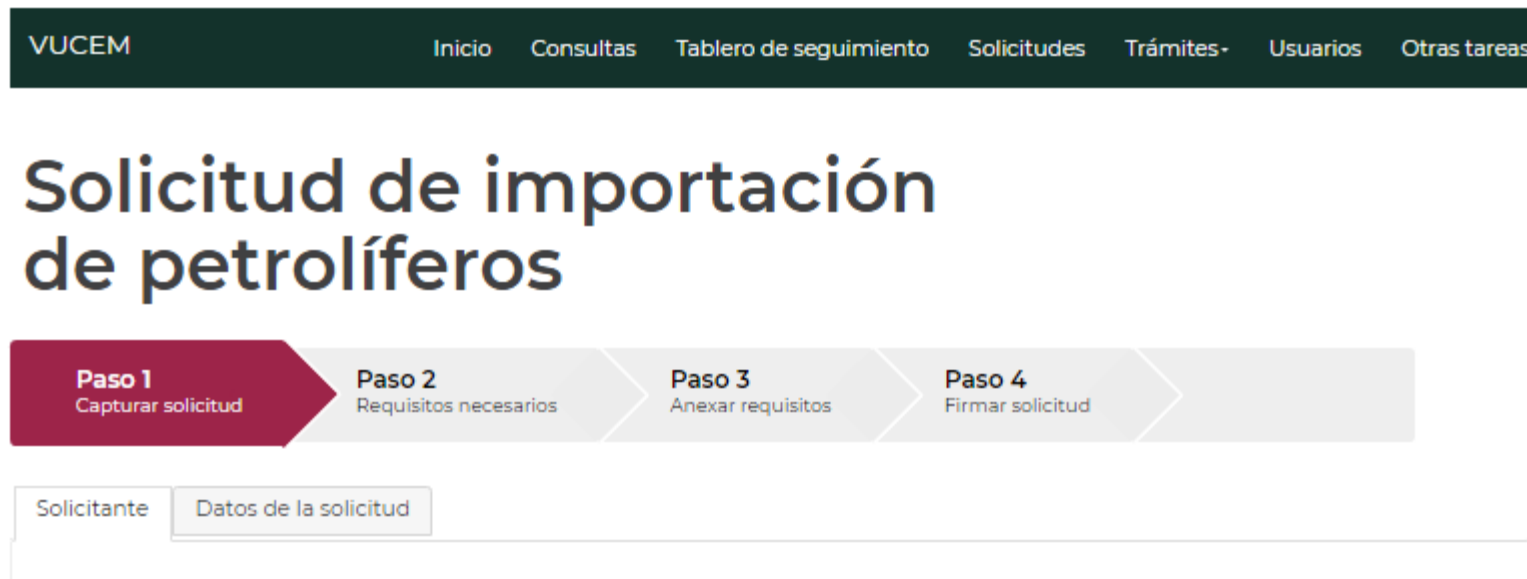 VUCEM Inicio Consultas Tablero de seguimiento Solicitudes Trámites Usuarios Otras tareas
Solicitud de importación
de petrolíferos
Paso 1 Paso 2 Paso 3 Paso 4
Capturar solicitud Requisitos necesarios Anexar requisitos Firmar solicitud
Solicitante Datos de la solicitud